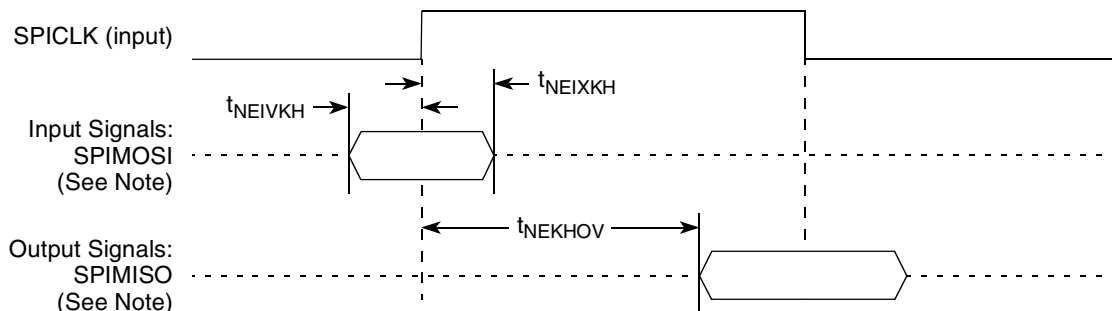 SPICLK (input)
tNEIXKH
tNEIVKH
Input Signals:
SPIMOSI
(See Note)
tNEKHOV
Output Signals:
SPIMISO
(See Note)